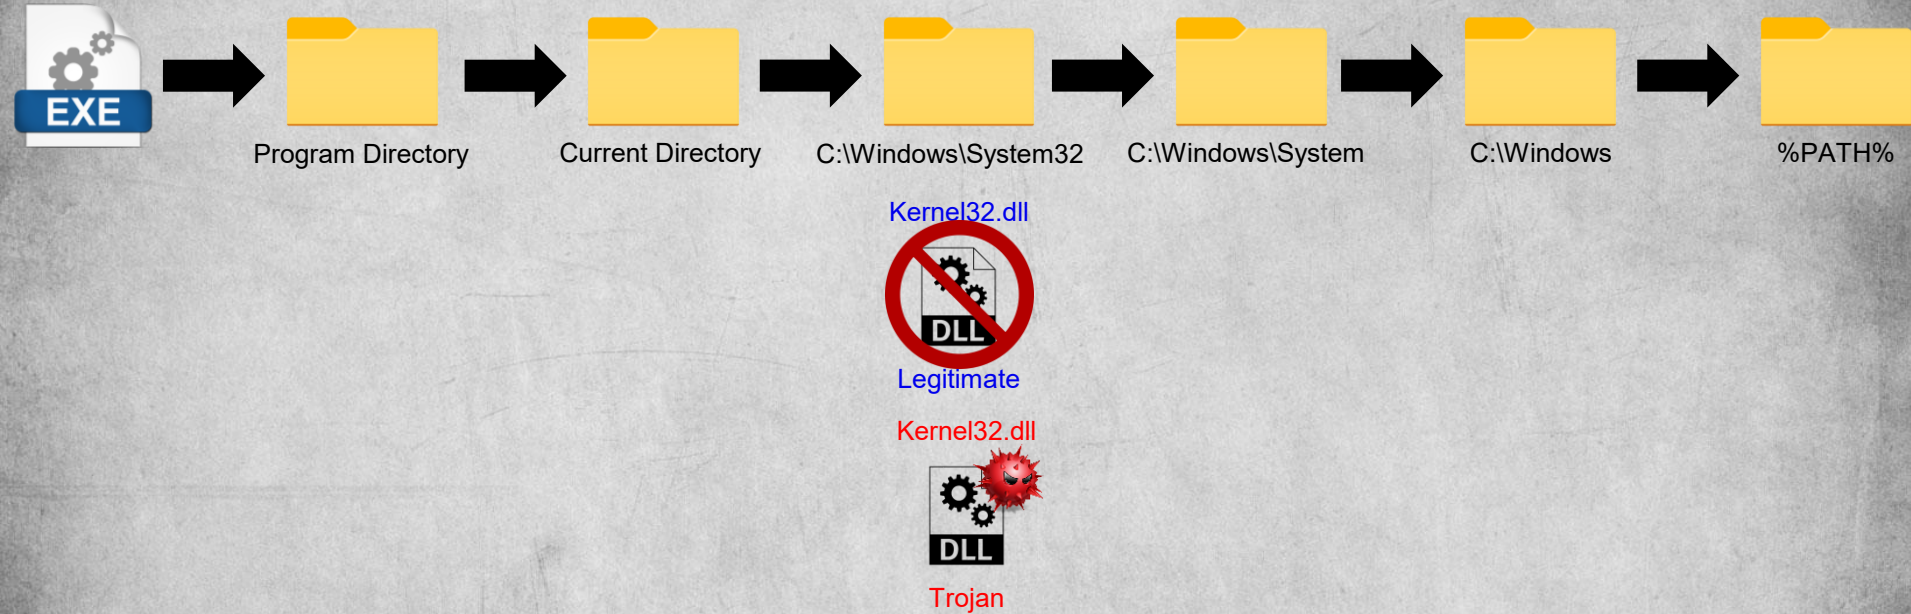 EXE
Program Directory
Current Directory
C:\Windows\System32
C:\Windows\System
C:\Windows
%PATH%
Kernel32.dll
DLL
Legitimate
Kernel32.dll
DLL
Trojan